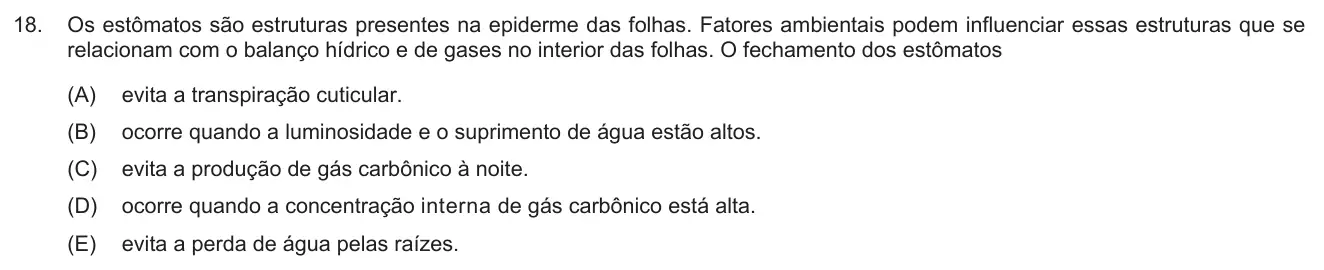 18. Os estômatos são estruturas presentes na epiderme das folhas. Fatores ambientais podem influenciar essas estruturas que se
relacionam com o balanço hídrico e de gases no interior das folhas. O fechamento dos estômatos
(A) evita a transpiração cuticular.
(B) ocorre quando a luminosidade e o suprimento de água estão altos.
(C) evita a produção de gás carbônico à noite.
(D) ocorre quando a concentração interna de gás carbônico está alta.
(E) evita a perda de água pelas raízes.